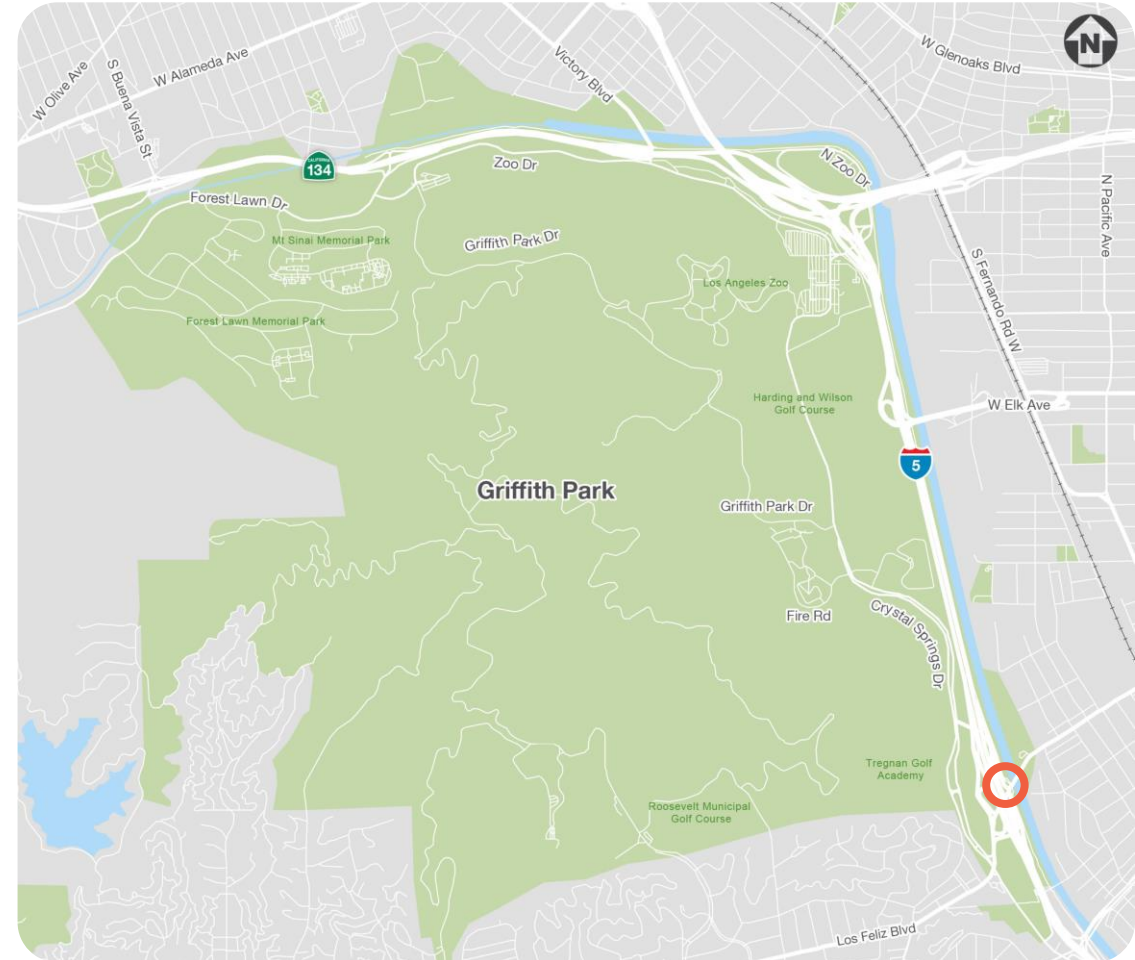 N
W Glenoaks Blvd
Victory Blvd
W Alameda Ave
W Olive Ave
S Buena Vista St
CALIFORNIA
134
Zoo Dr
N Zoo Dr
Forest Lawn Dr
N Pacific Ave
Mt Sinai Memorial Park
Griffith Park Dr
S Fernando Rd W
Los Angeles Zoo
Forest Lawn Memorial Park
Harding and Wilson
Golf Course
W Elk Ave
5
Griffith Park
Griffith Park Dr
Fire Rd
Crystal Springs Dr
Tregnan Golf
Academy
Roosevelt Municipal
Golf Course
Los Feliz Blvd